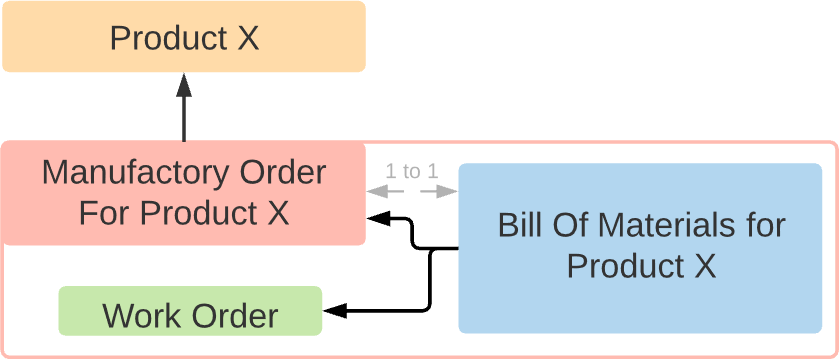 Product X
Manufactory Order
For Product X
1 to 1
Bill Of Materials for
Product X
Work Order